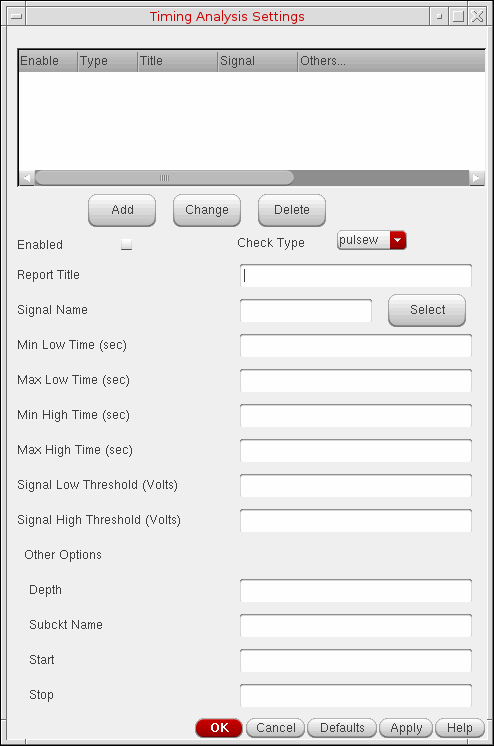 Timing Analysis Settings
Enable Type Title Signal Others...
Add Change Delete
Enabled Check Type pulsew
Report Title
Signal Name Select
Min Low Time (sec)
Max Low Time (sec)
Min High Time (sec)
Max High Time (sec)
Signal Low Threshold (Volts)
Signal High Threshold (Volts)
Other Options
Depth
Subckt Name
Start
Stop
OK Cancel Defaults Apply Help